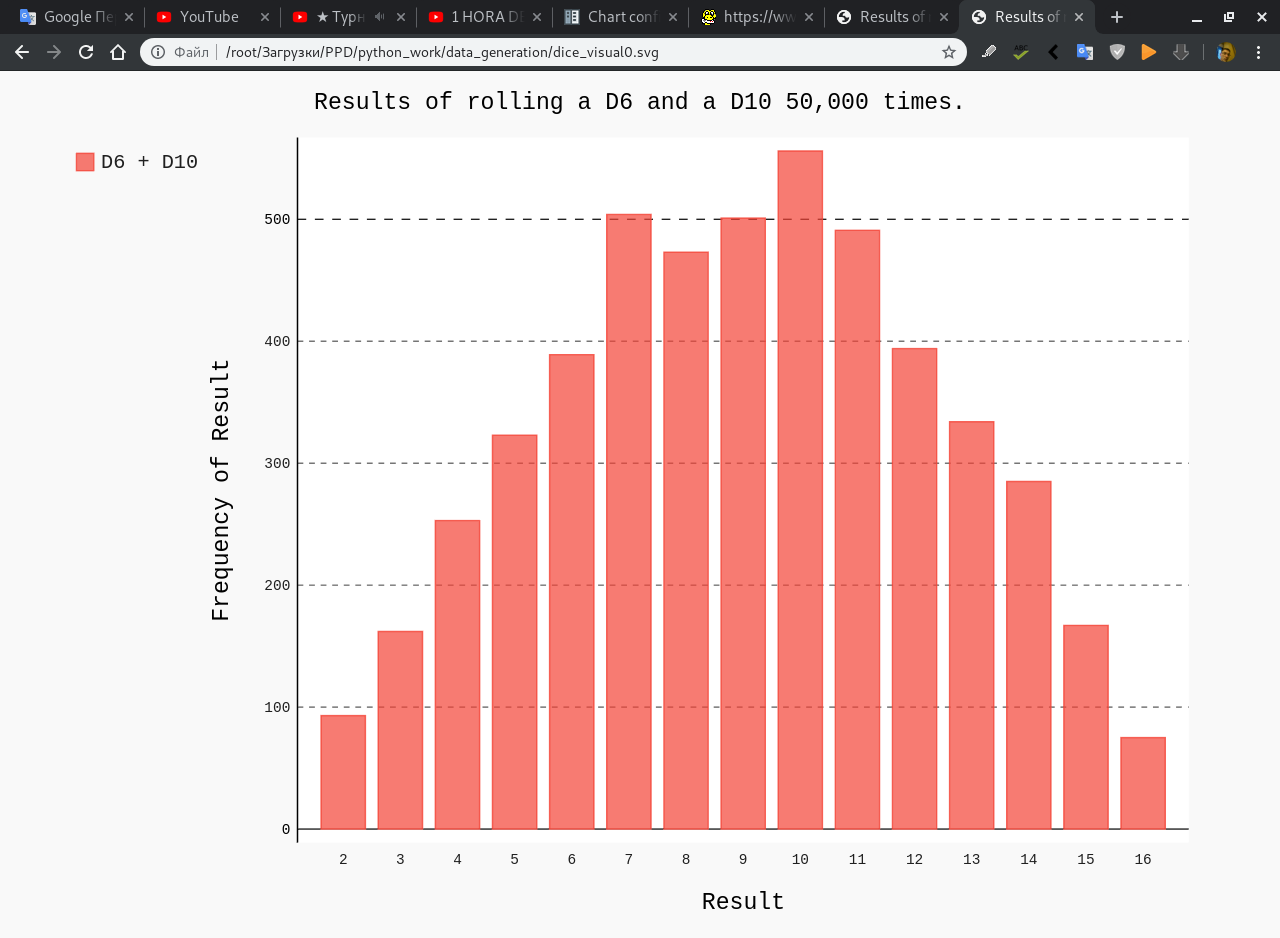 Google Пе
YouTube
★ Турн
1 HORA DE
Chart conf
https://ww
Results of
Results of
Файл
/root/Загрузки/PPD/python_work/data_generation/dice_visual0.svg
ABC
Results of rolling a D6 and a D10 50,000 times.
D6 + D10
500
400
300
200
100
0
Frequency of Result
2 3 4 5 6 7 8 9 10 11 12 13 14 15 16
Result